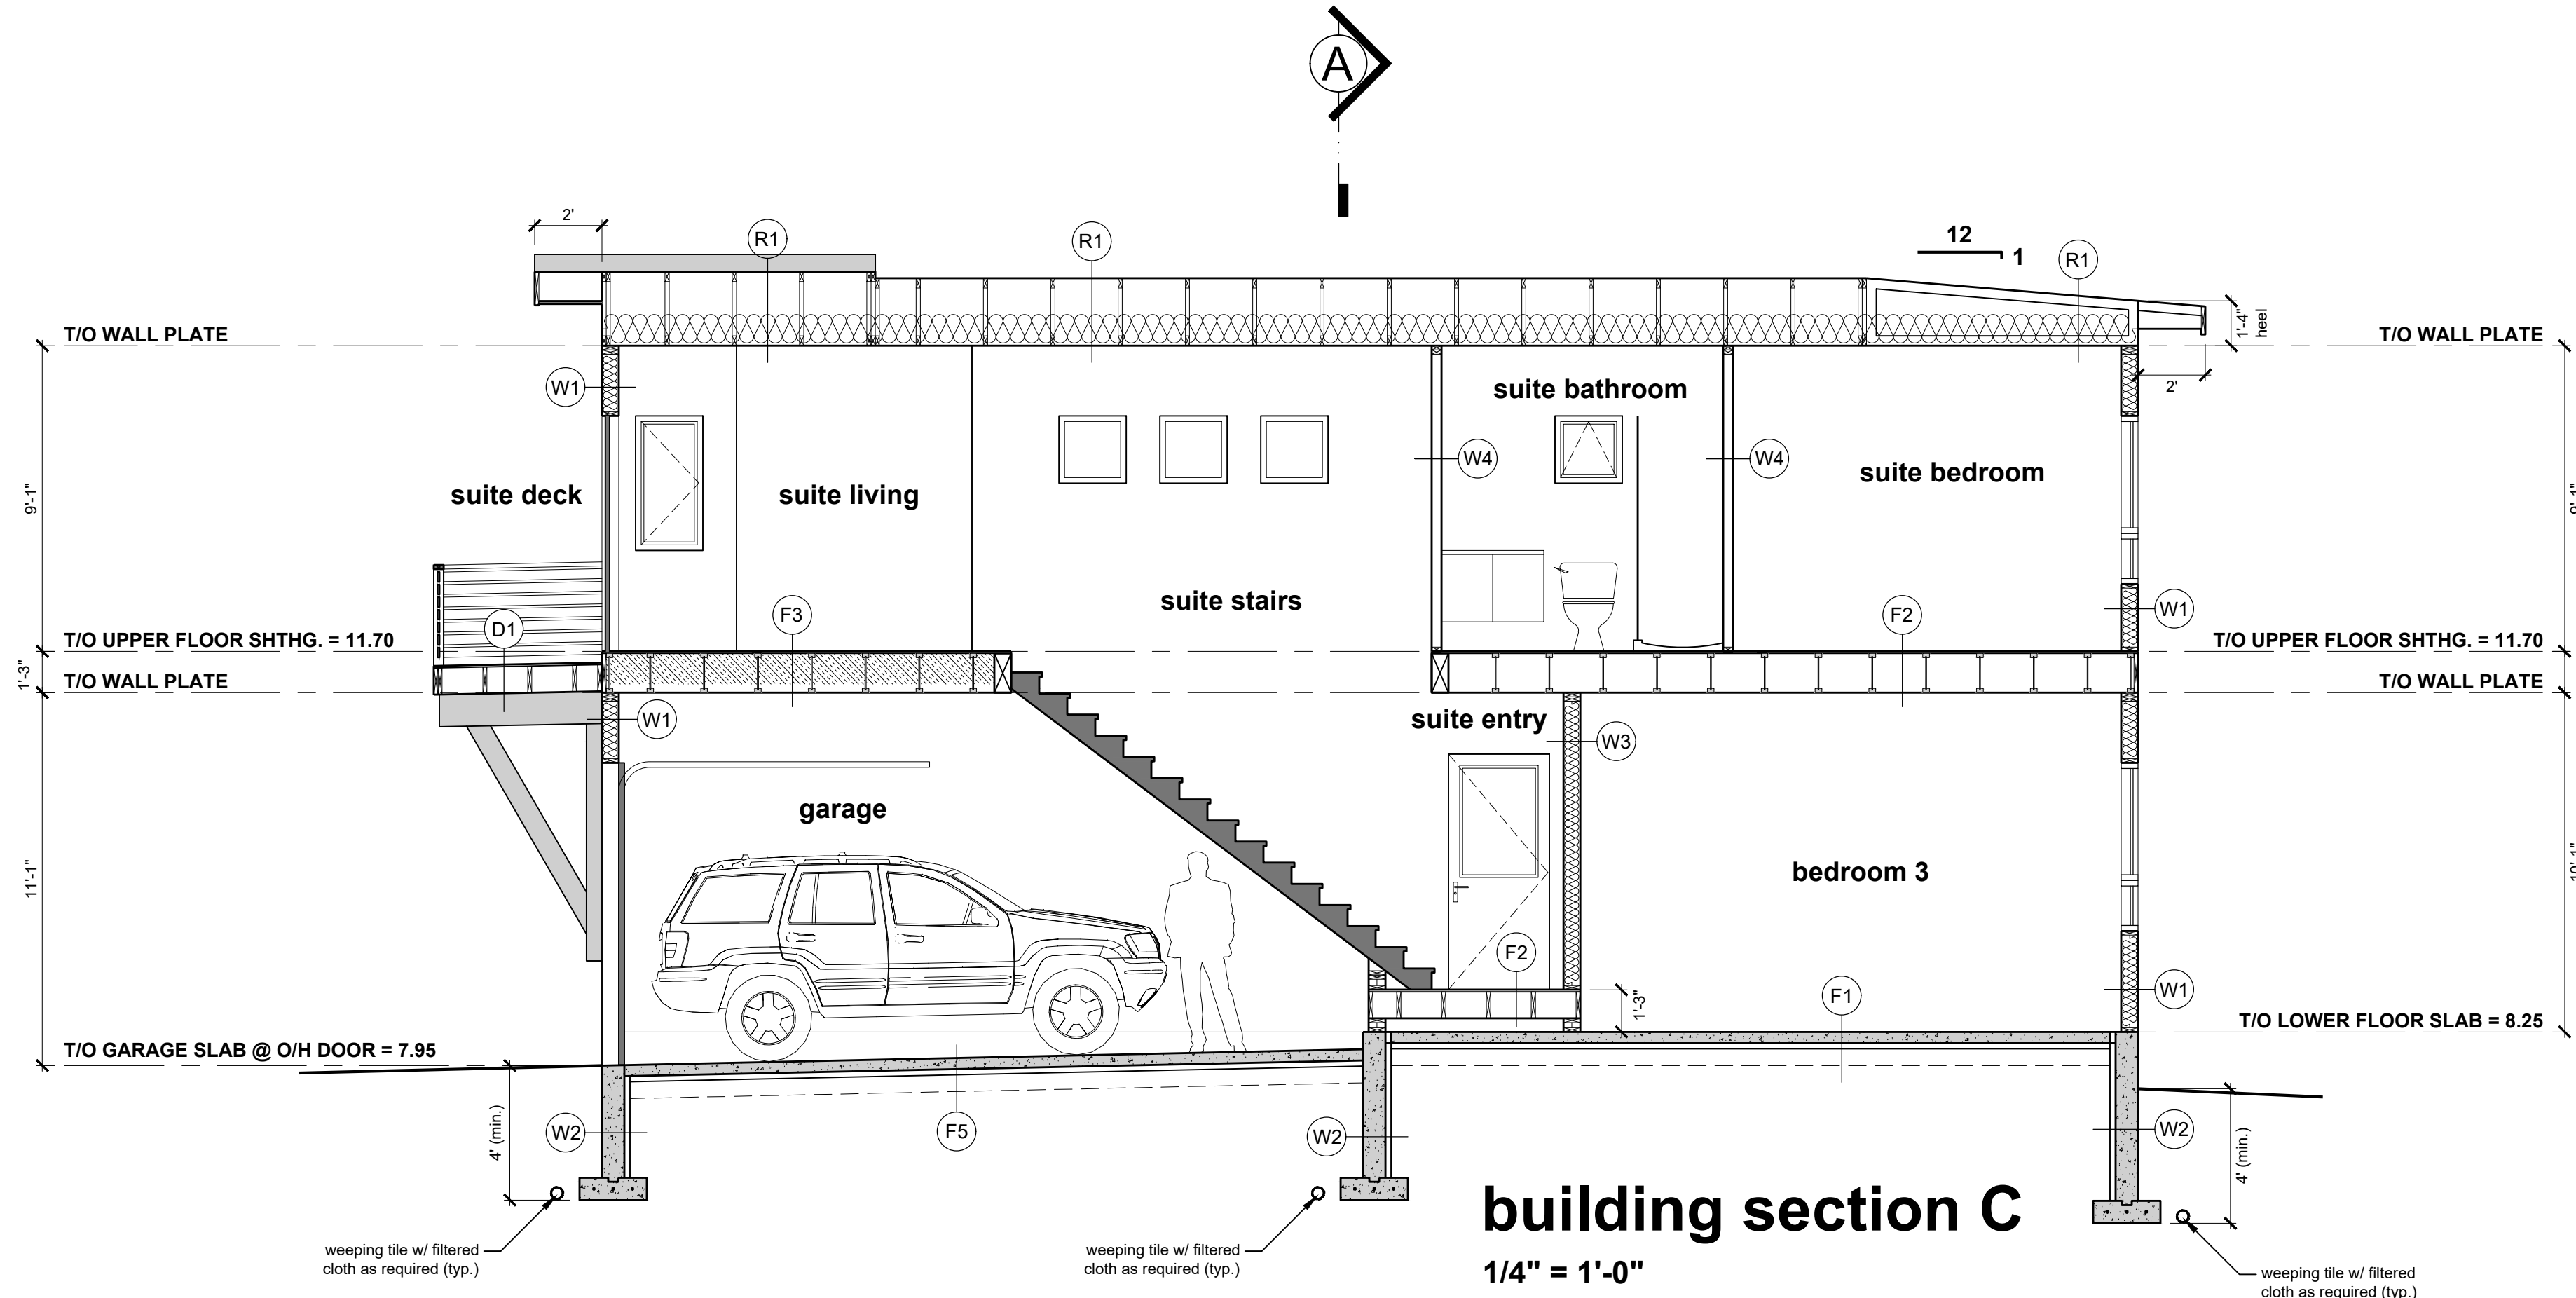 A
2'
R1
R1
12
1
R1
1'-4"
heel
T/O WALL PLATE
T/O WALL PLATE
2'
W1
suite bathroom
W4
W4
suite deck
suite living
suite bedroom
9'-1"
suite stairs
F3
F2
W1
D1
T/O UPPER FLOOR SHTHG. = 11.70
T/O UPPER FLOOR SHTHG. = 11.70
1'-3"
T/O WALL PLATE
T/O WALL PLATE
W1
suite entry
W3
garage
bedroom 3
11'-1"
F2
F1
W1
1'-3"
T/O LOWER FLOOR SLAB = 8.25
T/O GARAGE SLAB @ O/H DOOR = 7.95
4' (min.)
W2
F5
W2
W2
4' (min.)
building section C
1/4" = 1'-0"
weeping tile w/ filtered
cloth as required (typ.)
weeping tile w/ filtered
cloth as required (typ.)
weeping tile w/ filtered
cloth as required (typ.)